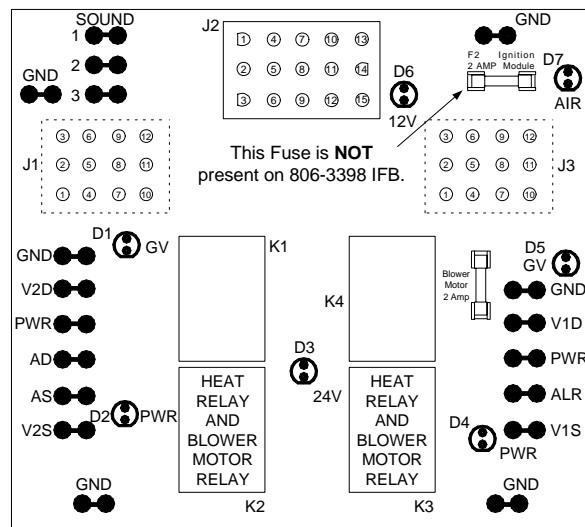 SOUND
1
2
3
GND
J2
1 4 7 10 13
2 5 8 11 14
3 6 9 12 15
D6
12V
GND
F2 Ignition
2 AMP Module
D7
AIR
This Fuse is NOT
present on 806-3398 IFB.
J1
3 6 9 12
2 5 8 11
1 4 7 10
J3
3 6 9 12
2 5 8 11
1 4 7 10
D1
GV
GND
V2D
PWR
AD
AS
V2S
D2
PWR
GND
K1
HEAT
RELAY
AND
BLOWER
MOTOR
RELAY
K2
D3
24V
K4
HEAT
RELAY
AND
BLOWER
MOTOR
RELAY
K3
Blower
Motor
2 Amp
D5
GV
GND
V1D
PWR
ALR
V1S
D4
PWR
GND